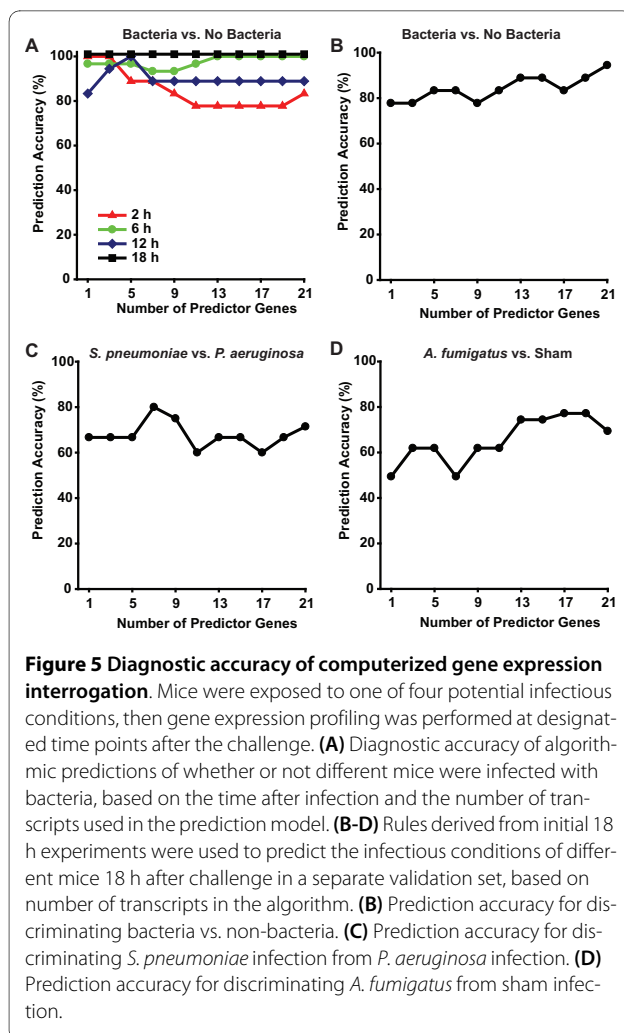 A
Bacteria vs. No Bacteria
Prediction Accuracy (%)
100
80
60
40
20
0
2 h
6 h
12 h
18 h
1 5 9 13 17 21
Number of Predictor Genes
B
Bacteria vs. No Bacteria
Prediction Accuracy (%)
100
80
60
40
20
0
1 5 9 13 17 21
Number of Predictor Genes
C
S. pneumoniae vs. P. aeruginosa
Prediction Accuracy (%)
100
80
60
40
20
0
1 5 9 13 17 21
Number of Predictor Genes
D
A. fumigatus vs. Sham
Prediction Accuracy (%)
100
80
60
40
20
0
1 5 9 13 17 21
Number of Predictor Genes
Figure 5 Diagnostic accuracy of computerized gene expression
interrogation. Mice were exposed to one of four potential infectious
conditions, then gene expression profiling was performed at designat-
ed time points after the challenge. (A) Diagnostic accuracy of algorith-
mic predictions of whether or not different mice were infected with
bacteria, based on the time after infection and the number of tran-
scripts used in the prediction model. (B-D) Rules derived from initial 18
h experiments were used to predict the infectious conditions of differ-
ent mice 18 h after challenge in a separate validation set, based on
number of transcripts in the algorithm. (B) Prediction accuracy for dis-
criminating bacteria vs. non-bacteria. (C) Prediction accuracy for dis-
criminating S. pneumoniae infection from P. aeruginosa infection. (D)
Prediction accuracy for discriminating A. fumigatus from sham infec-
tion.